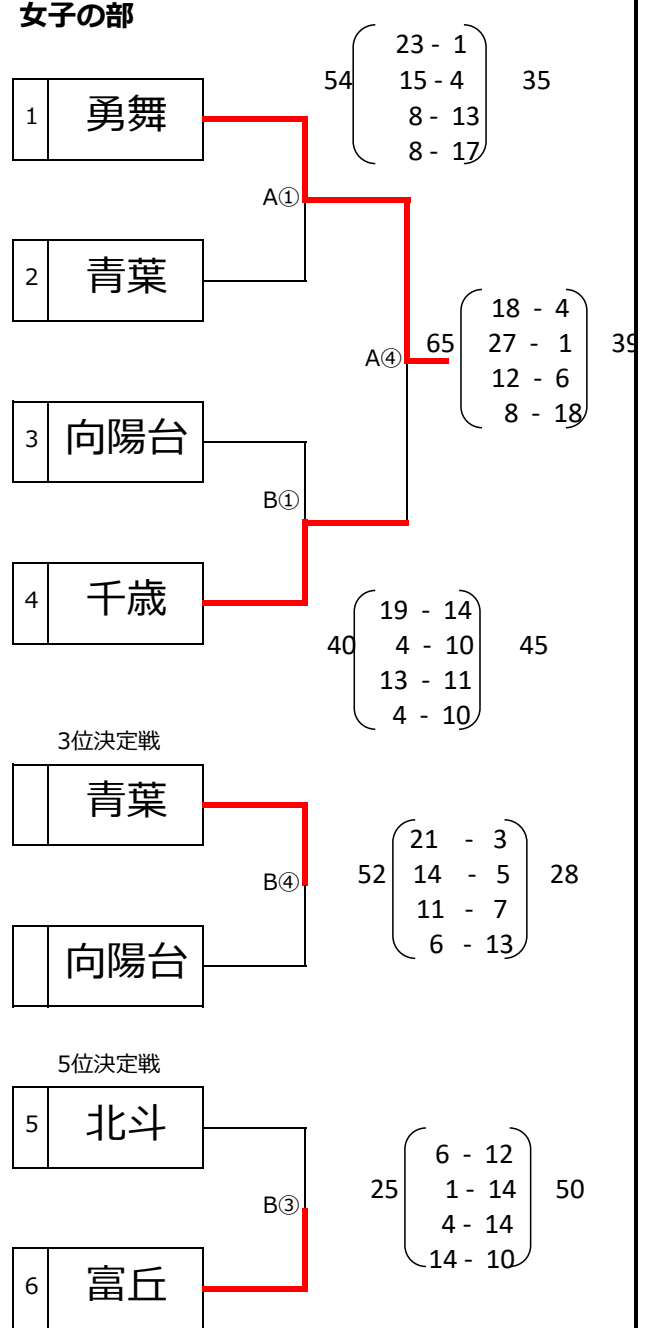 女子の部
23 - 1
54 15 - 4 35
8 - 13
8 - 17
1 勇舞
A①
2 青葉
18 - 4
65 27 - 1 39
A④
12 - 6
8 - 18
3 向陽台
B①
4 千歳
19 - 14
40 4 - 10 45
13 - 11
4 - 10
3位決定戦
青葉
21 - 3
B④ 52 14 - 5 28
11 - 7
6 - 13
向陽台
5位決定戦
5 北斗
6 - 12
25 1 - 14 50
B③
4 - 14
14 - 10
6 富丘